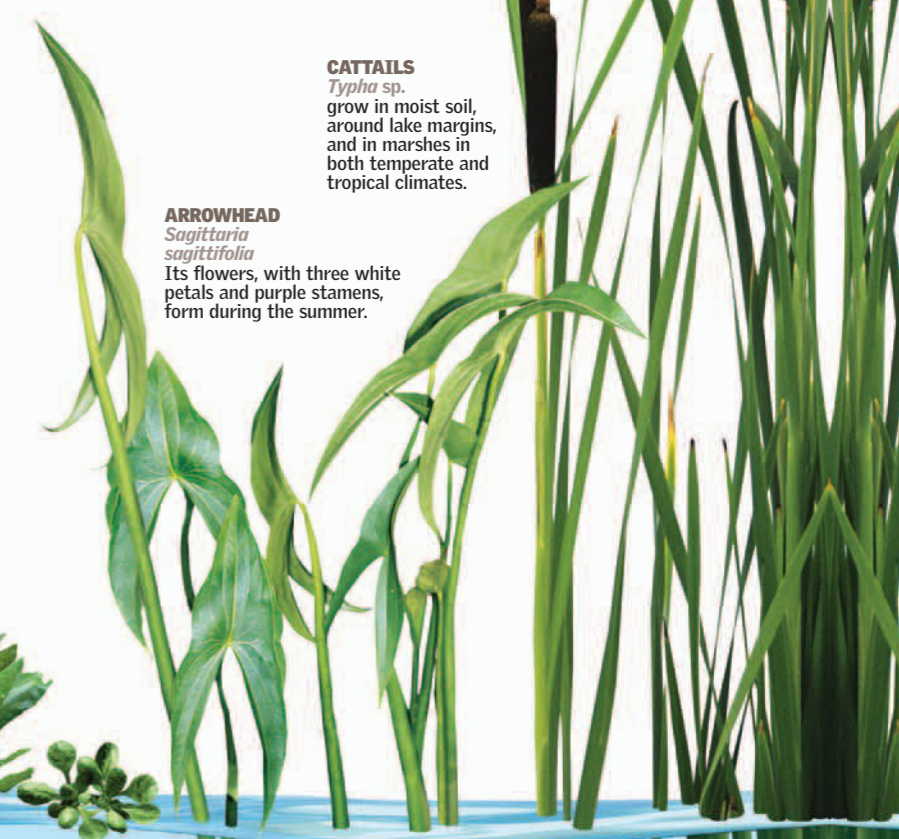 CATTAILS
Typha sp.
grow in moist soil,
around lake margins,
and in marshes in
both temperate and
tropical climates.
ARROWHEAD
Sagittaria
sagittifolia
Its flowers, with three white
petals and purple stamens,
form during the summer.